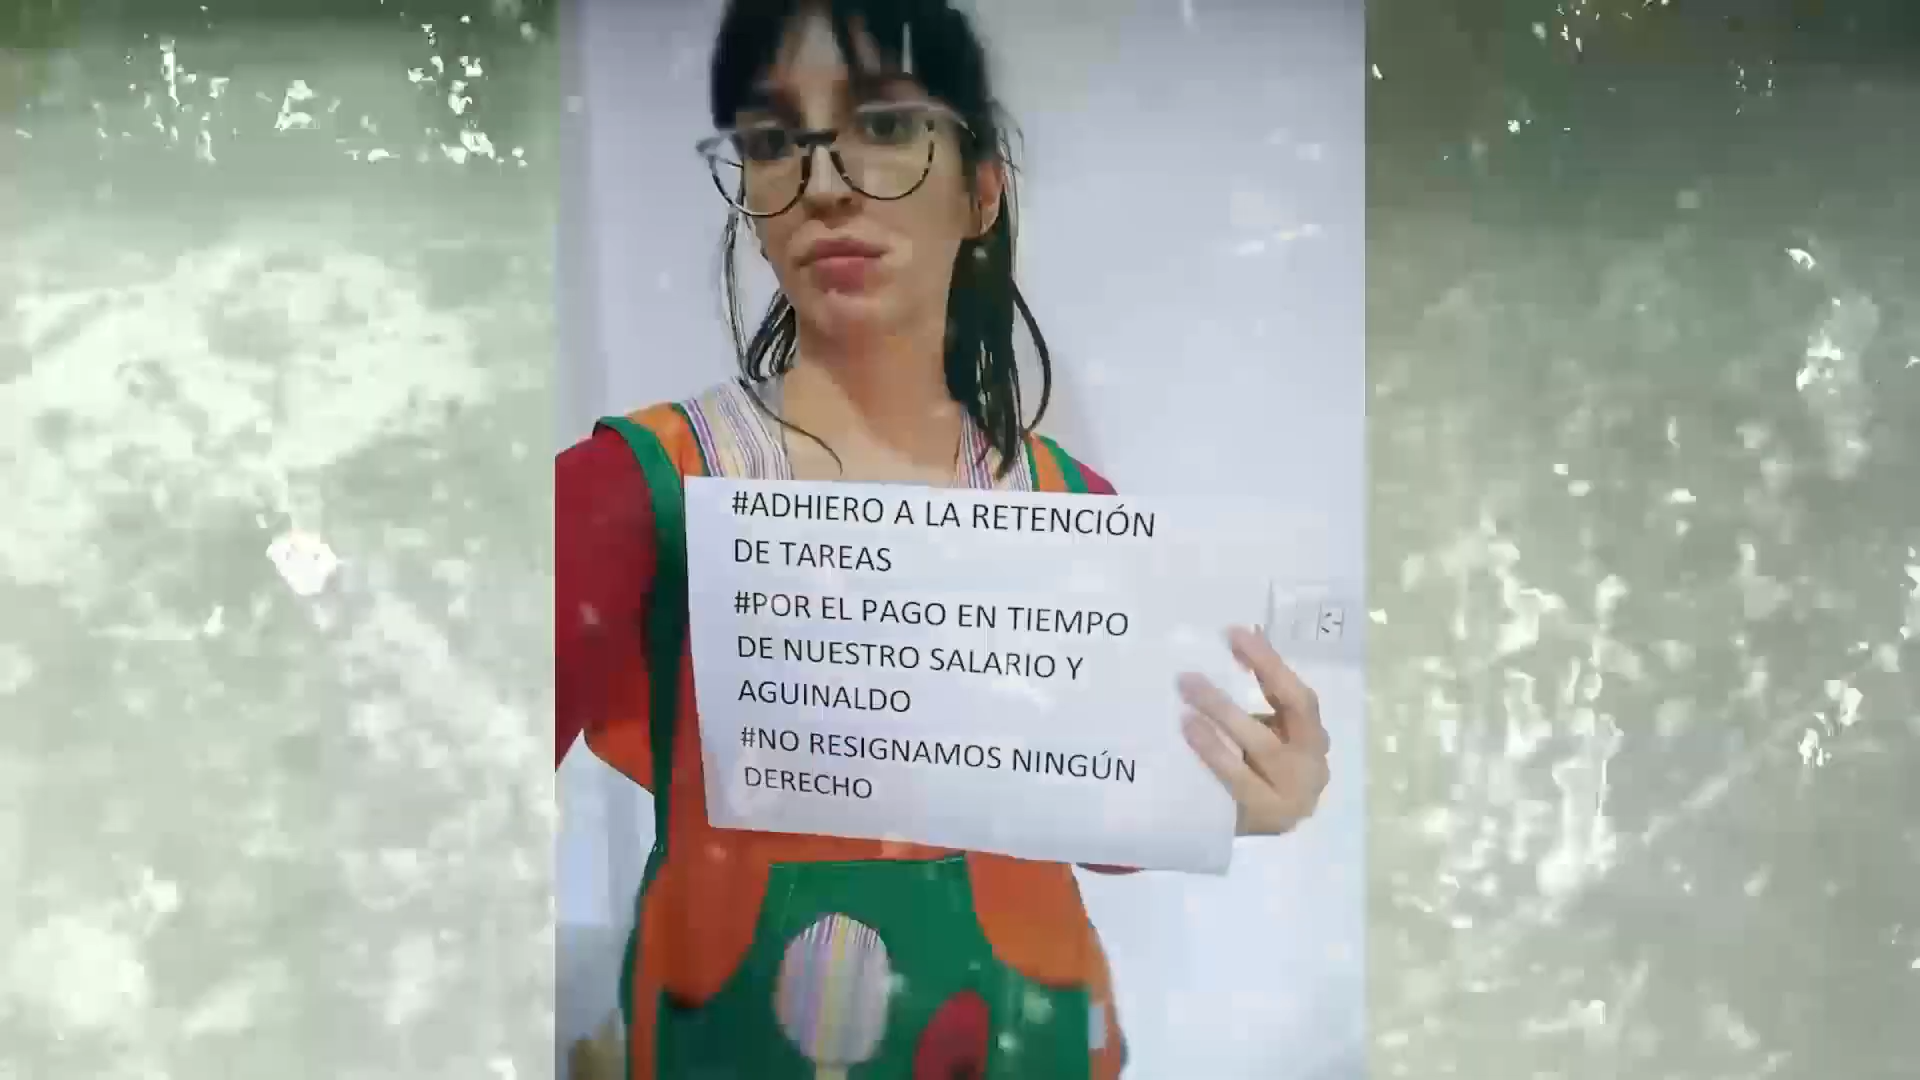 #ADHIERO A LA RETENCIÓN
DE TAREAS
#POR EL PAGO EN TIEMPO
DE NUESTRO SALARIO Y
AGUINALDO
#NO RESIGNAMOS NINGÚN
DERECHO